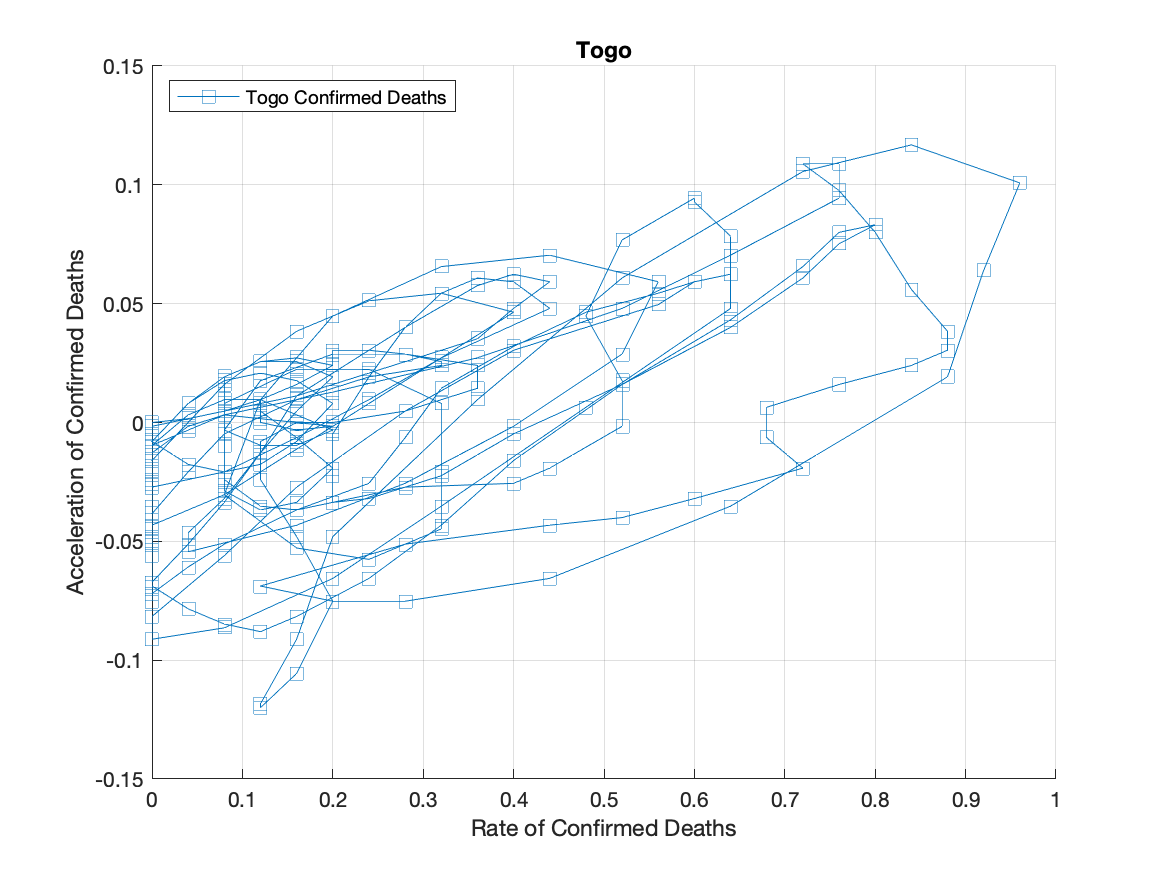 Togo
Togo Confirmed Deaths
Acceleration of Confirmed Deaths
0.15
0.1
0.05
0
-0.05
-0.1
-0.15
0 0.1 0.2 0.3 0.4 0.5 0.6 0.7 0.8 0.9 1
Rate of Confirmed Deaths